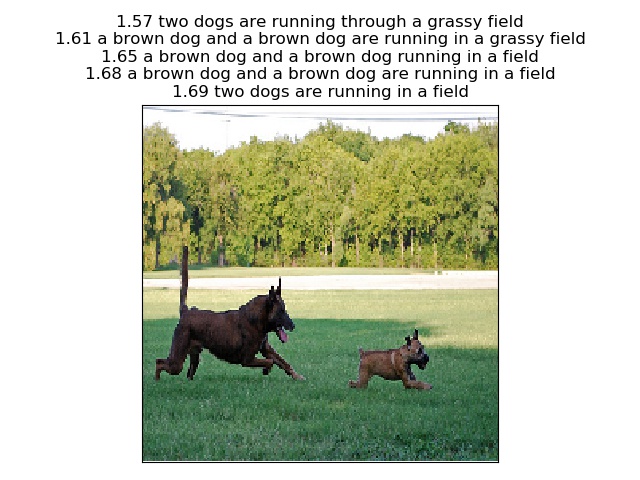 1.57 two dogs are running through a grassy field
1.61 a brown dog and a brown dog are running in a grassy field
1.65 a brown dog and a brown dog running in a field
1.68 a brown dog and a brown dog are running in a field
1.69 two dogs are running in a field